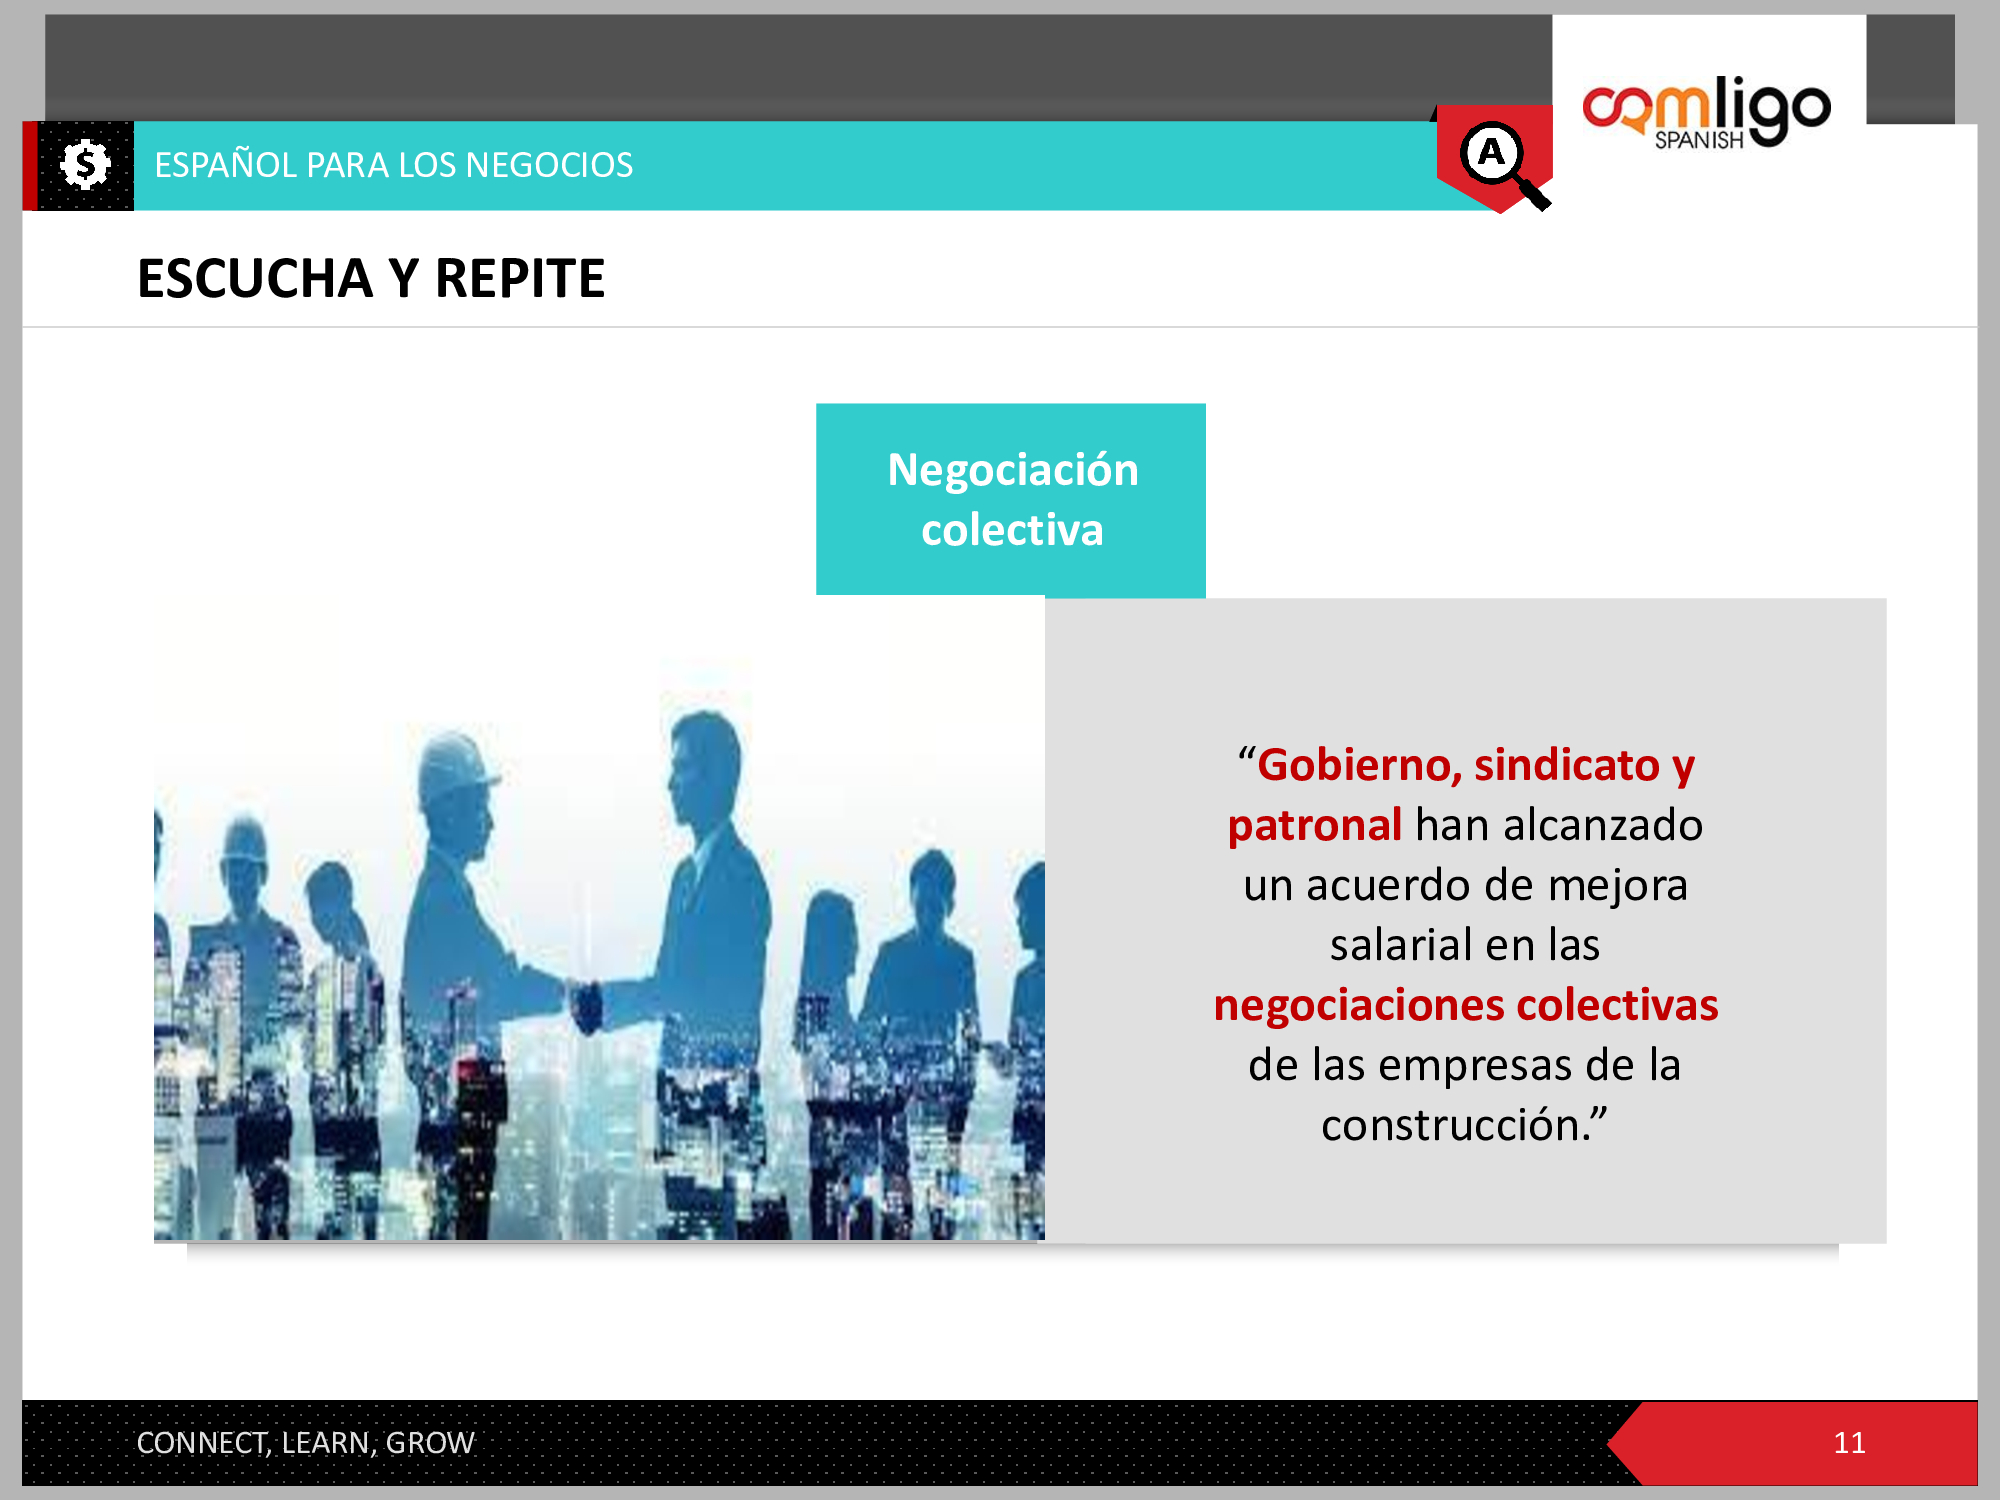 comligo
SPANISH
$
ESPAÑOL PARA LOS NEGOCIOS
A
ESCUCHA Y REPITE
Negociación
colectiva
“Gobierno, sindicato y
patronal han alcanzado
un acuerdo de mejora
salarial en las
negociaciones colectivas
de las empresas de la
construcción.”
CONNECT, LEARN, GROW
11